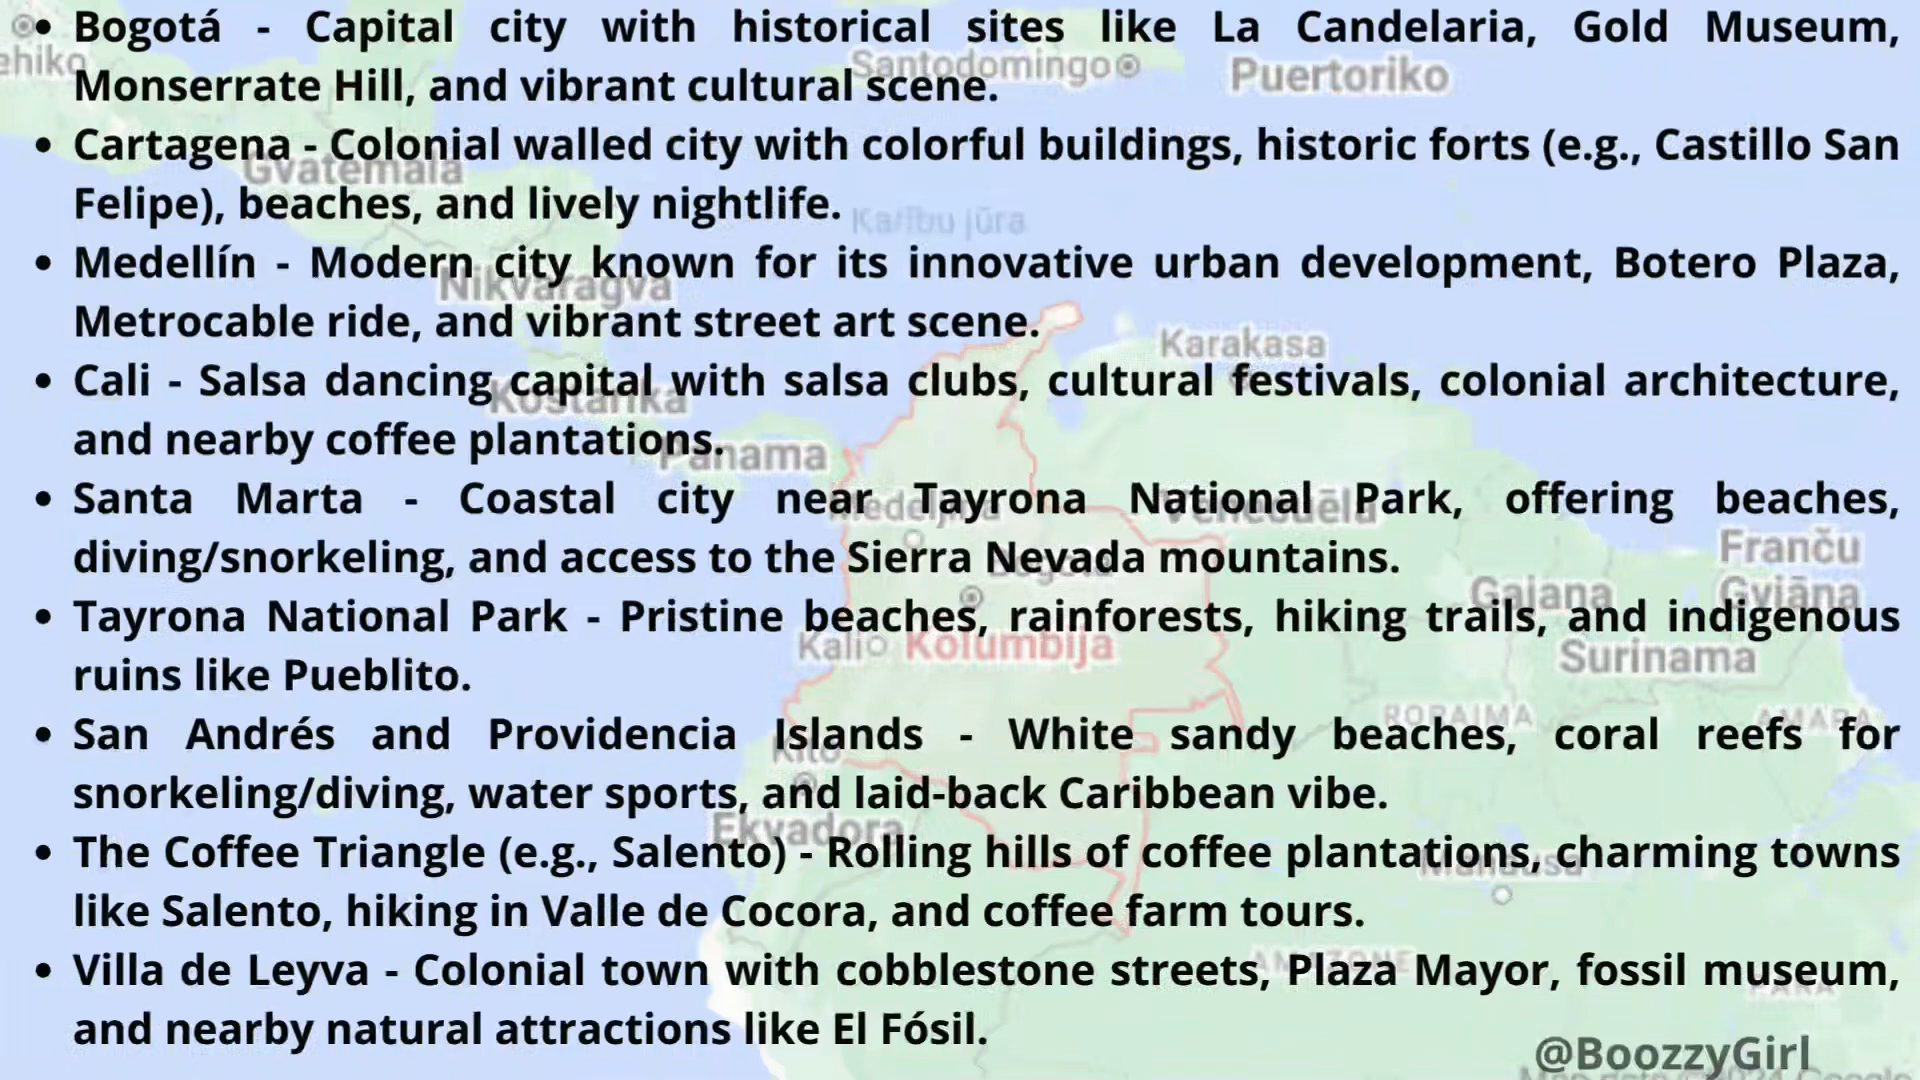 • Bogotá - Capital city with historical sites like La Candelaria, Gold Museum,
Monserrate Hill, and vibrant cultural scene.
• Cartagena - Colonial walled city with colorful buildings, historic forts (e.g., Castillo San
Felipe), beaches, and lively nightlife.
• Medellín - Modern city known for its innovative urban development, Botero Plaza,
Metrocable ride, and vibrant street art scene.
• Cali - Salsa dancing capital with salsa clubs, cultural festivals, colonial architecture,
and nearby coffee plantations.
• Santa Marta - Coastal city near Tayrona National Park, offering beaches,
diving/snorkeling, and access to the Sierra Nevada mountains.
• Tayrona National Park - Pristine beaches, rainforests, hiking trails, and indigenous
ruins like Pueblito.
• San Andrés and Providencia Islands - White sandy beaches, coral reefs for
snorkeling/diving, water sports, and laid-back Caribbean vibe.
• The Coffee Triangle (e.g., Salento) - Rolling hills of coffee plantations, charming towns
like Salento, hiking in Valle de Cocora, and coffee farm tours.
• Villa de Leyva - Colonial town with cobblestone streets, Plaza Mayor, fossil museum,
and nearby natural attractions like El Fósil.
@BoozzyGirl
Santodomingo
Puertoriko
Gvatemala
Karību jūra
Nikvaragva
Karakasa
Kostarika
Panama
Venecuēla
Franču
Gviāna
Gajana
Surinama
Kali
Kolumbija
RORAIMA
Kito
Ekvadora